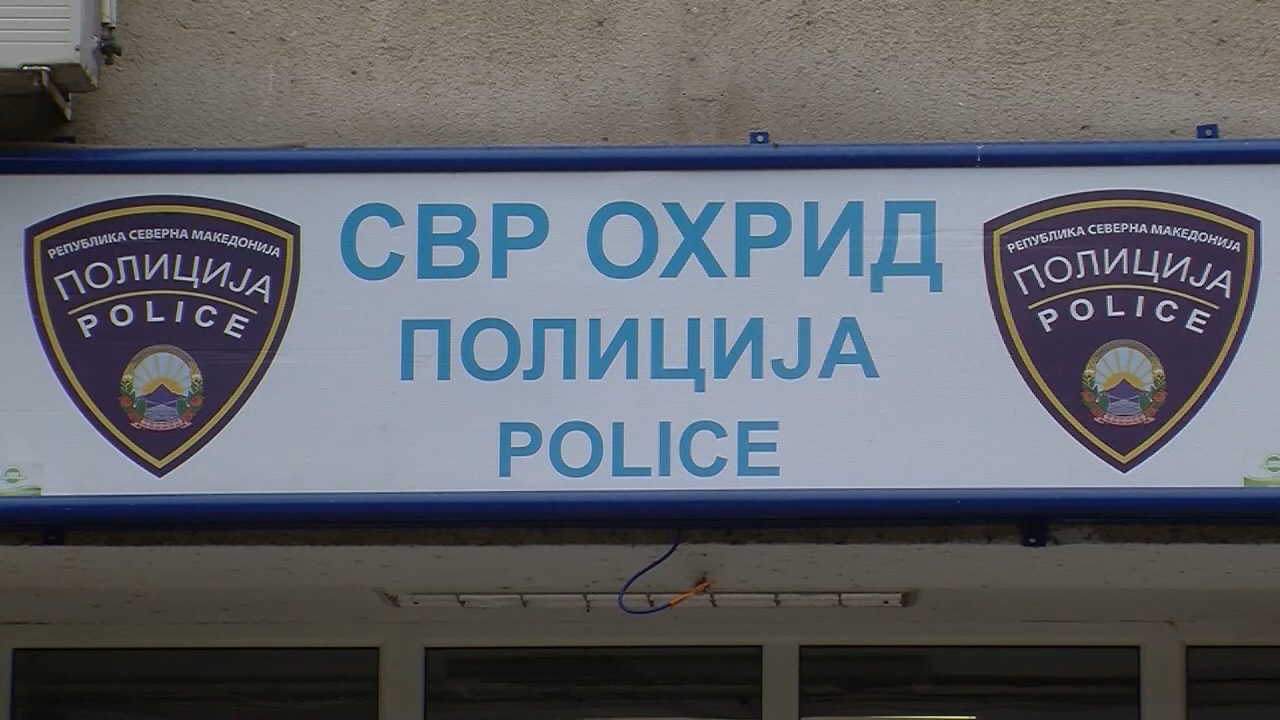 РЕПУБЛИКА СЕВЕРНА МАКЕДОНИЈА
ПОЛИЦИЈА
POLICE
СВР ОХРИД
ПОЛИЦИЈА
POLICE
РЕПУБЛИКА СЕВЕРНА МАКЕДОНИЈА
ПОЛИЦИЈА
POLICE